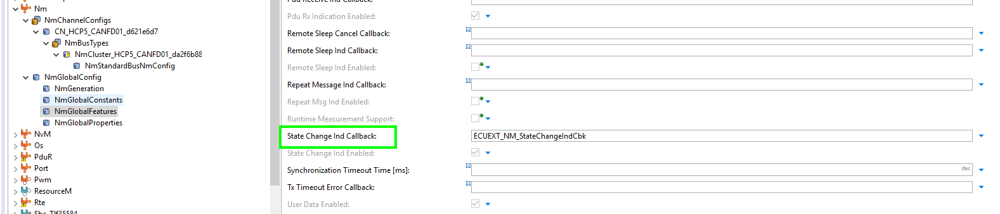 Nm
NmChannelConfigs
CN_HCP5_CANFD01_d621e6d7
NmBusTypes
NmCluster_HCP5_CANFD01_da2f6b88
NmStandardBusNmConfig
NmGlobalConfig
NmGeneration
NmGlobalConstants
NmGlobalFeatures
NmGlobalProperties
NvM
Os
PduR
Port
Pwm
ResourceM
Rte
Pdu Rx Indication Enabled:
Remote Sleep Cancel Callback:
Remote Sleep Ind Callback:
Remote Sleep Ind Enabled:
Repeat Message Ind Callback:
Repeat Msg Ind Enabled:
Runtime Measurement Support:
State Change Ind Callback: ECUEXT_NM_StateChangeIndCbk
State Change Ind Enabled:
Synchronization Timeout Time [ms]: dec
Tx Timeout Error Callback:
User Data Enabled: